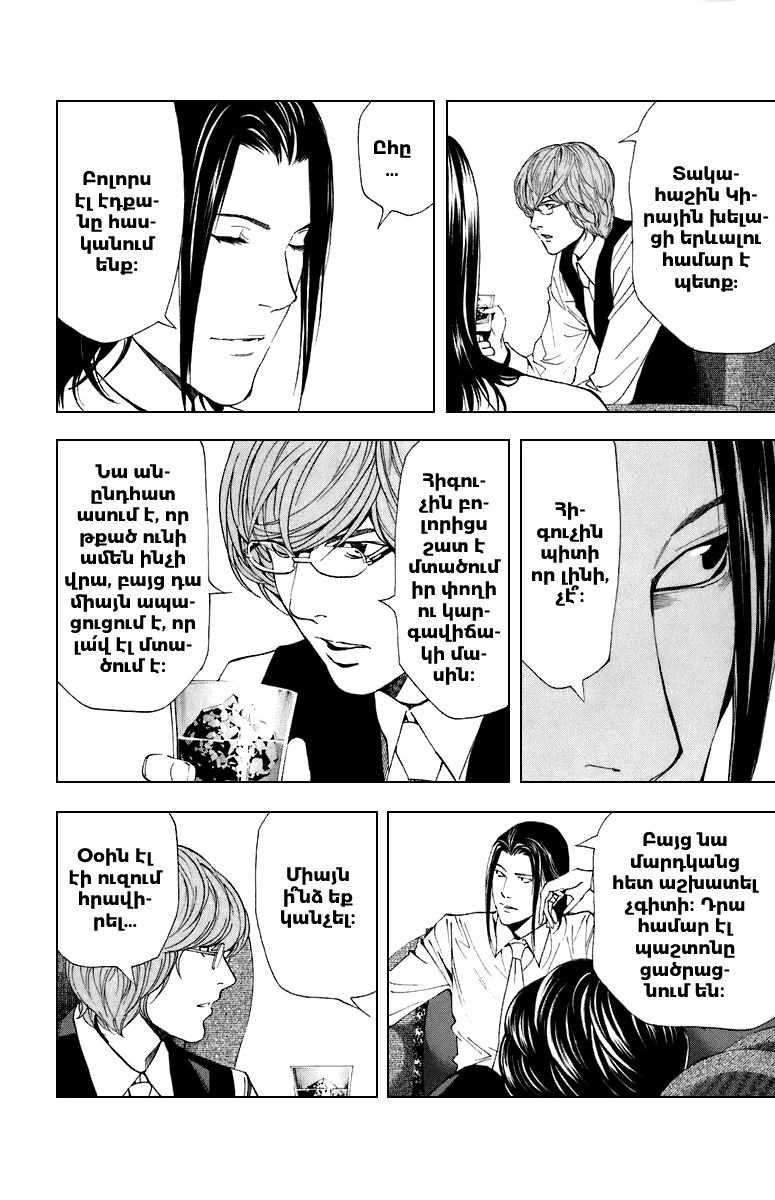 Տակա-
հաշին Կի-
րային խելա-
ցի երևալու
համար է
պետք։
Ըհը
...
Բոլորս
էլ էդքա-
նը հաս-
կանում
ենք։
Հի-
գուչին
պիտի
որ լինի,
չէ՞։
Հիգու-
չին բո-
լորիցս
շատ է
մտածում
իր փողի
ու կար-
գավիճա-
կի մա-
սին։
Նա ան-
ընդհատ
ասում է, որ
թքած ունի
ամեն ինչի
վրա, բայց դա
միայն ապա-
ցուցում է, որ
լա՛վ էլ մտա-
ծում է։
Բայց նա
մարդկանց
հետ աշխատել
չգիտի։ Դրա
համար էլ
պաշտոնը
ցածրաց-
նում են։
Միայն
ի՞նձ եք
կանչել։
Օօին էլ
էի ուզում
հրավի-
րել...